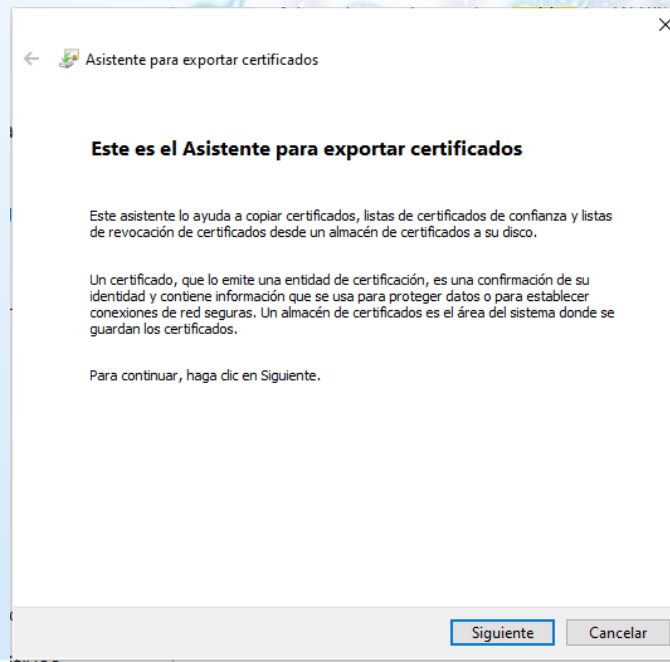 Asistente para exportar certificados
Este es el Asistente para exportar certificados
Este asistente lo ayuda a copiar certificados, listas de certificados de confianza y listas
de revocación de certificados desde un almacén de certificados a su disco.
Un certificado, que lo emite una entidad de certificación, es una confirmación de su
identidad y contiene información que se usa para proteger datos o para establecer
conexiones de red seguras. Un almacén de certificados es el área del sistema donde se
guardan los certificados.
Para continuar, haga clic en Siguiente.
Siguiente Cancelar